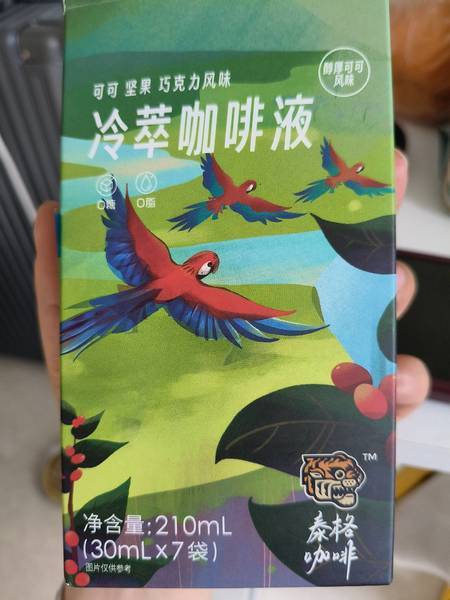 可可 坚果 巧克力风味
醇厚可可
风味
冷萃咖啡液
0糖 0脂
净含量:210mL
(30mL×7袋)
图片仅供参考
TM
泰格
咖啡